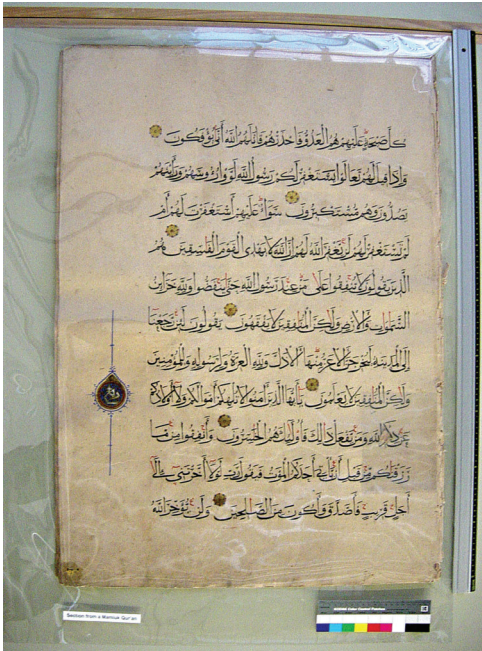 كل صيحة عليهم هم العدو فاحذرهم قاتلهم الله أنى يؤفكون
وإذا قيل لهم تعالوا يستغفر لكم رسول الله لووا رؤسهم ورأيتهم
يصدون وهم مستكبرون سواء عليهم أستغفرت لهم أم
لم تستغفر لهم لن يغفر الله لهم إن الله لا يهدى القوم الفاسقين هم
الذين يقولون لا تنفقوا على من عند رسول الله حتى ينفضوا ولله خزائن
السموات والأرض ولكن المنافقين لا يفقهون يقولون لئن رجعنا
إلى المدينة ليخرجن الأعز منها الأذل ولله العزة ولرسوله وللمؤمنين
ولكن المنافقين لا يعلمون يأيها الذين آمنوا لا تلهكم أموالكم ولا أولادكم
عن ذكر الله ومن يفعل ذلك فأولئك هم الخسرون وأنفقوا من ما
رزقناكم من قبل أن يأتي أحدكم الموت فيقول رب لولا أخرتني إلى
أجل قريب فأصدق وأكون من الصالحين ولن يؤخر الله
Section from a Mamluk Qur'an